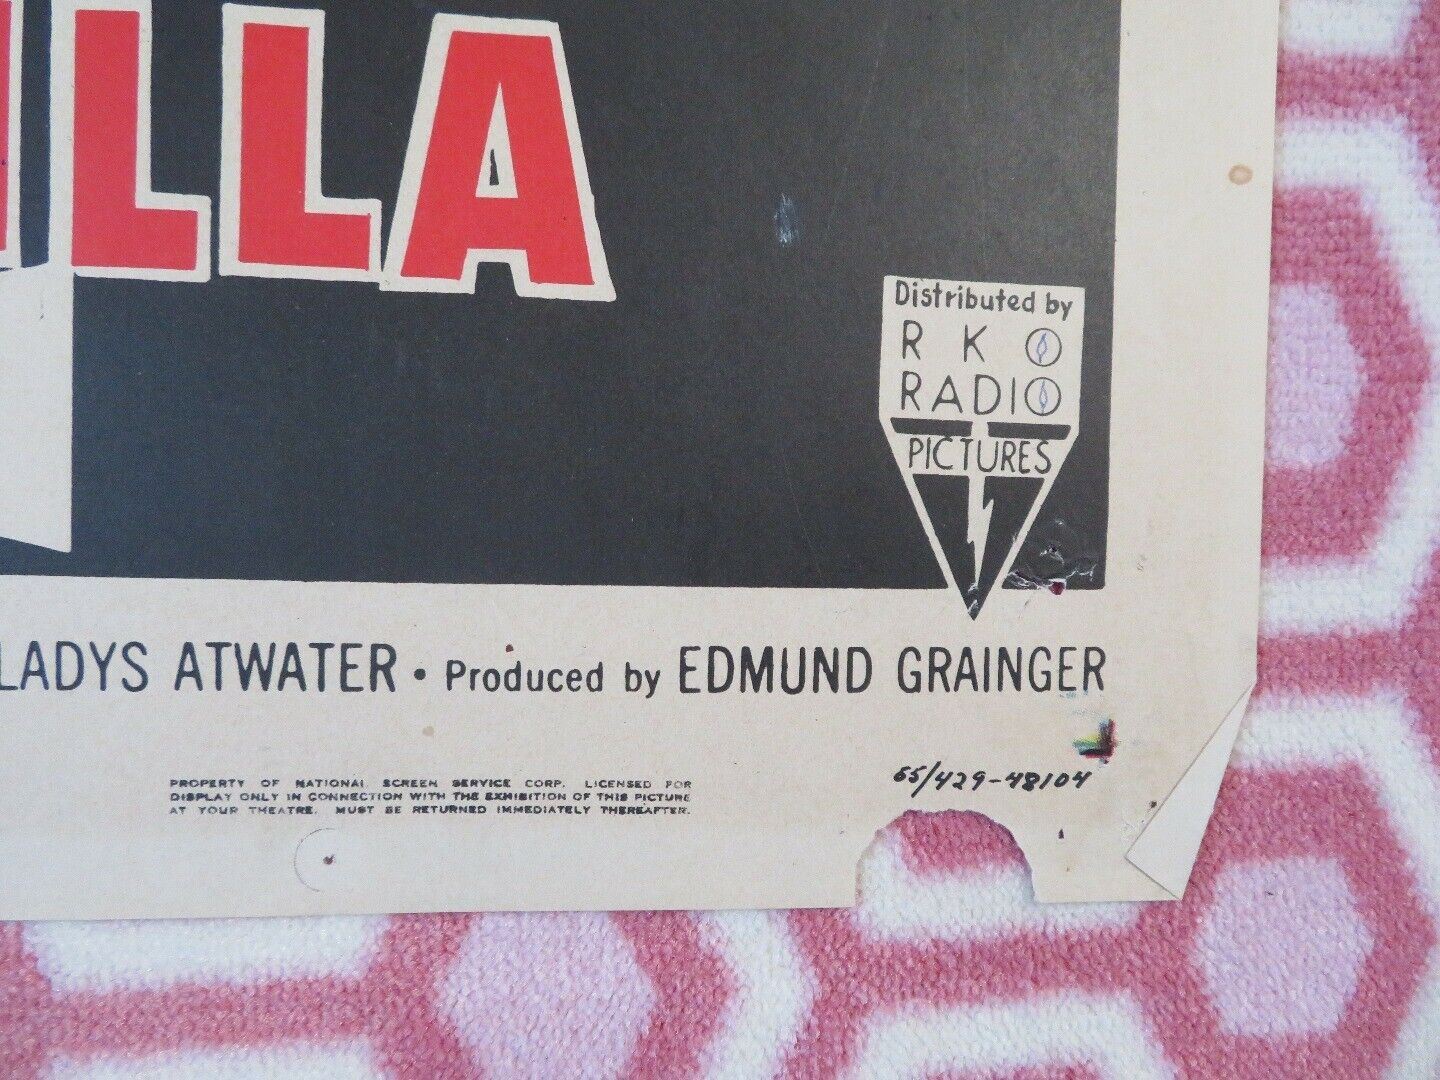 ILLA
Distributed by
RKO
RADIO
PICTURES
LADYS ATWATER • Produced by EDMUND GRAINGER
PROPERTY OF NATIONAL SCREEN SERVICE CORP. LICENSED FOR
DISPLAY ONLY IN CONNECTION WITH THE EXHIBITION OF THIS PICTURE
AT YOUR THEATRE. MUST BE RETURNED IMMEDIATELY THEREAFTER.
55/429-48104